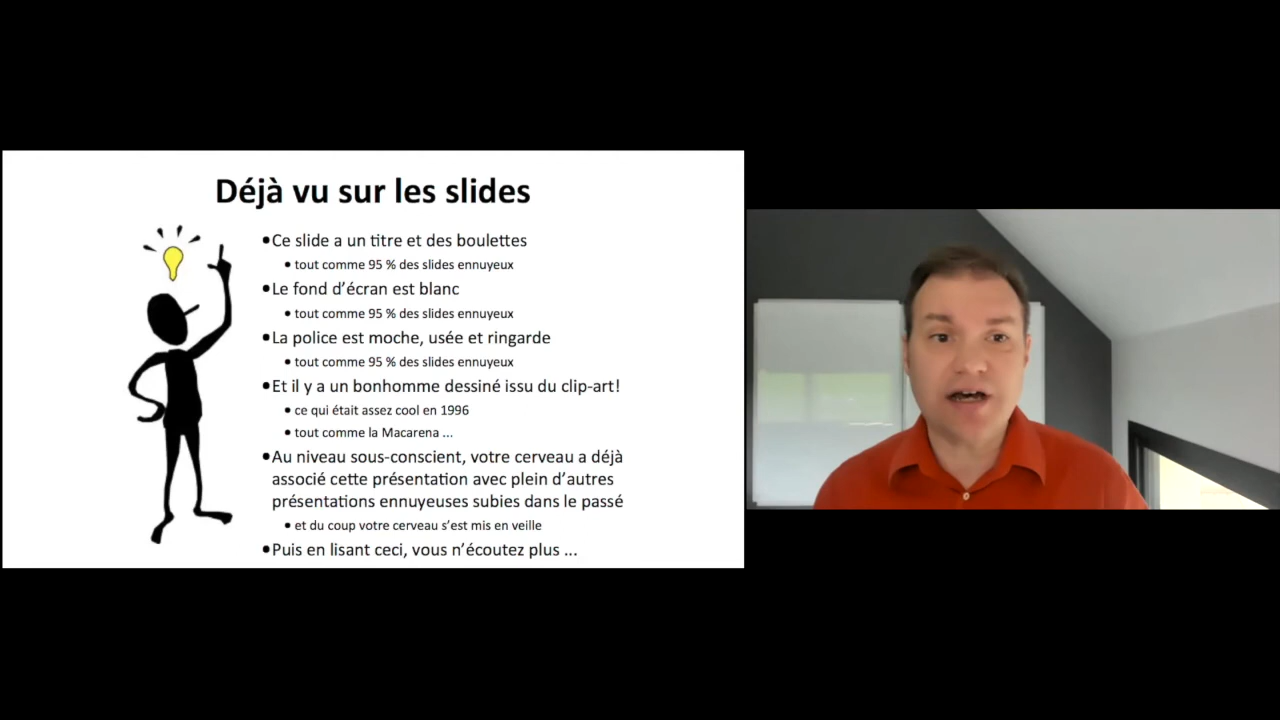 Déjà vu sur les slides
•Ce slide a un titre et des boulettes
• tout comme 95 % des slides ennuyeux
•Le fond d’écran est blanc
• tout comme 95 % des slides ennuyeux
•La police est moche, usée et ringarde
• tout comme 95 % des slides ennuyeux
•Et il y a un bonhomme dessiné issu du clip-art!
• ce qui était assez cool en 1996
• tout comme la Macarena ...
•Au niveau sous-conscient, votre cerveau a déjà
associé cette présentation avec plein d’autres
présentations ennuyeuses subies dans le passé
• et du coup votre cerveau s’est mis en veille
•Puis en lisant ceci, vous n’écoutez plus ...